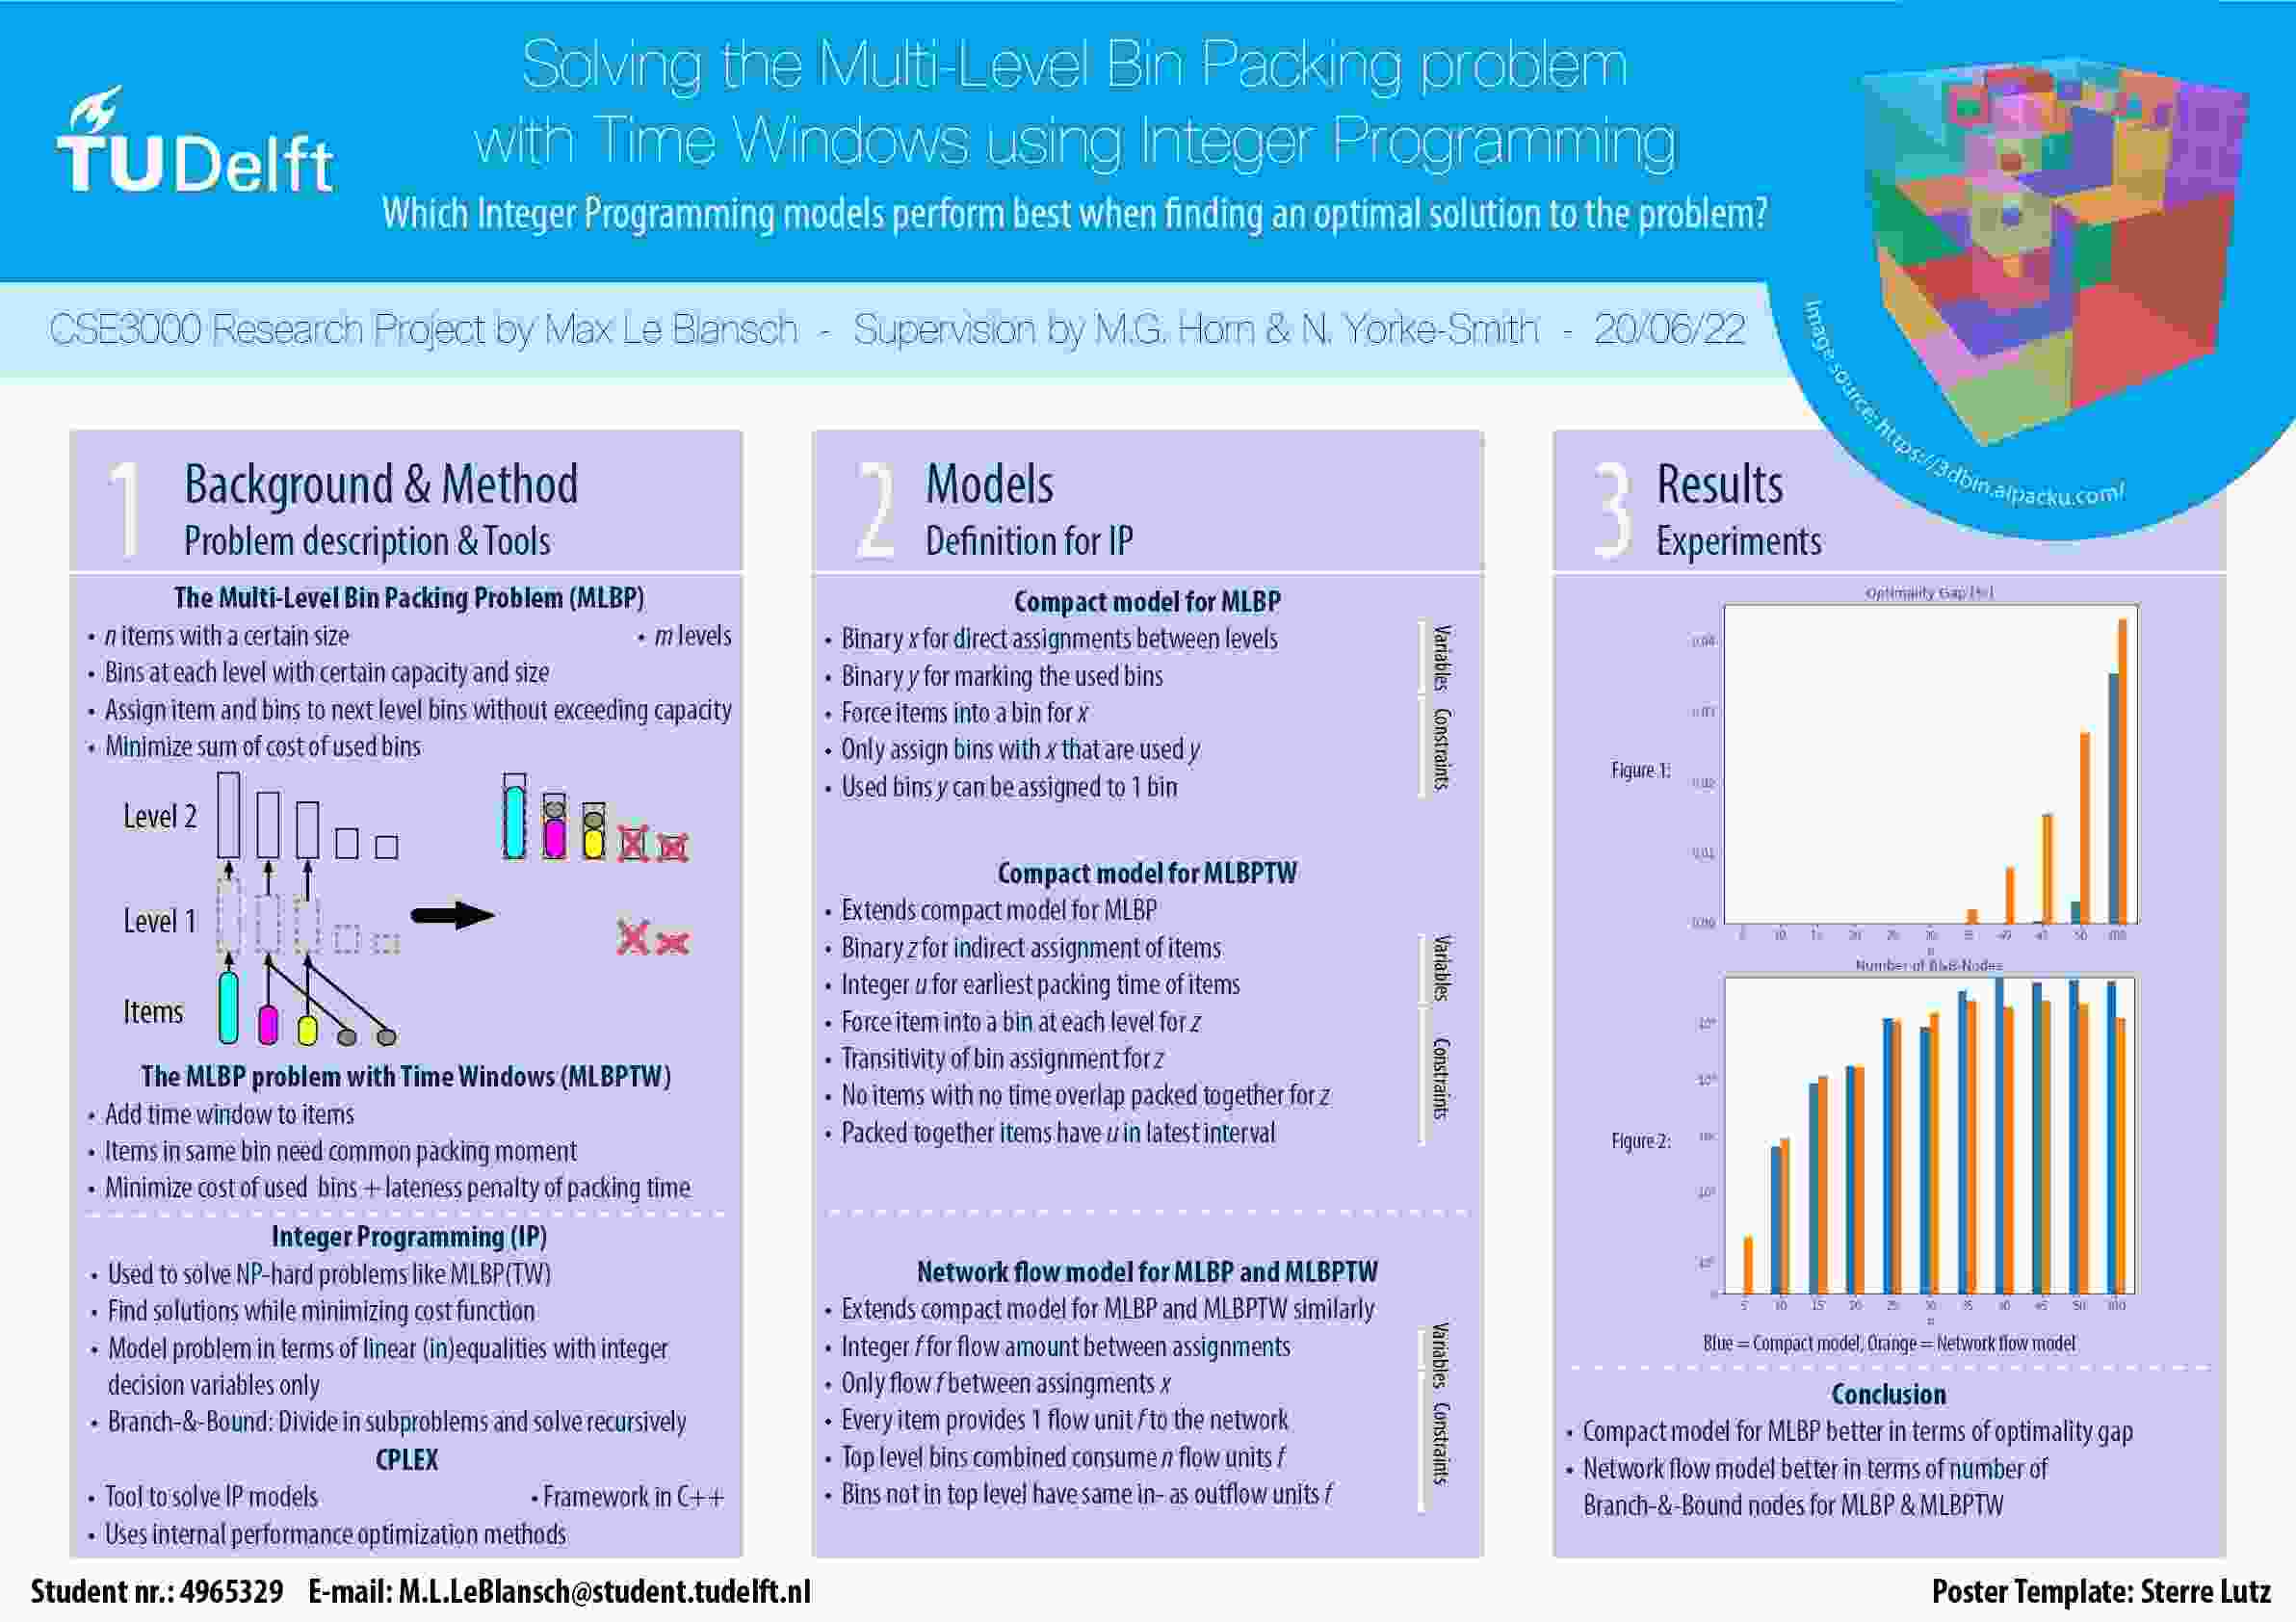 TUDelft
Solving the Multi-Level Bin Packing problem
with Time Windows using Integer Programming
Which Integer Programming models perform best when finding an optimal solution to the problem?
CSE3000 Research Project by Max Le Blansch - Supervision by M.G. Horn & N. Yorke-Smith - 20/06/22
Image source: https://3dbin.alpacku.com/
1 Background & Method
Problem description & Tools
The Multi-Level Bin Packing Problem (MLBP)
• n items with a certain size • m levels
• Bins at each level with certain capacity and size
• Assign item and bins to next level bins without exceeding capacity
• Minimize sum of cost of used bins
Level 2
Level 1
Items
The MLBP problem with Time Windows (MLBPTW)
• Add time window to items
• Items in same bin need common packing moment
• Minimize cost of used bins + lateness penalty of packing time
Integer Programming (IP)
• Used to solve NP-hard problems like MLBP(TW)
• Find solutions while minimizing cost function
• Model problem in terms of linear (in)equalities with integer
decision variables only
• Branch-&-Bound: Divide in subproblems and solve recursively
CPLEX
• Tool to solve IP models • Framework in C++
• Uses internal performance optimization methods
2 Models
Definition for IP
Compact model for MLBP
• Binary x for direct assignments between levels
• Binary y for marking the used bins
• Force items into a bin for x
• Only assign bins with x that are used y
• Used bins y can be assigned to 1 bin
Variables
Constraints
Compact model for MLBPTW
• Extends compact model for MLBP
• Binary z for indirect assignment of items
• Integer u for earliest packing time of items
• Force item into a bin at each level for z
• Transitivity of bin assignment for z
• No items with no time overlap packed together for z
• Packed together items have u in latest interval
Variables
Constraints
Network flow model for MLBP and MLBPTW
• Extends compact model for MLBP and MLBPTW similarly
• Integer f for flow amount between assignments
• Only flow f between assingments x
• Every item provides 1 flow unit f to the network
• Top level bins combined consume n flow units f
• Bins not in top level have same in- as outflow units f
Variables
Constraints
3 Results
Experiments
Optimality Gap [%]
Figure 1:
0.04
0.03
0.02
0.01
0.00
5 10 15 20 25 30 35 40 45 50 100
n
Number of B&B-Nodes
Figure 2:
0
5 10 15 20 25 30 35 40 45 50 100
n
Blue = Compact model, Orange = Network flow model
Conclusion
• Compact model for MLBP better in terms of optimality gap
• Network flow model better in terms of number of
Branch-&-Bound nodes for MLBP & MLBPTW
Student nr.: 4965329 E-mail: M.L.LeBlansch@student.tudelft.nl
Poster Template: Sterre Lutz